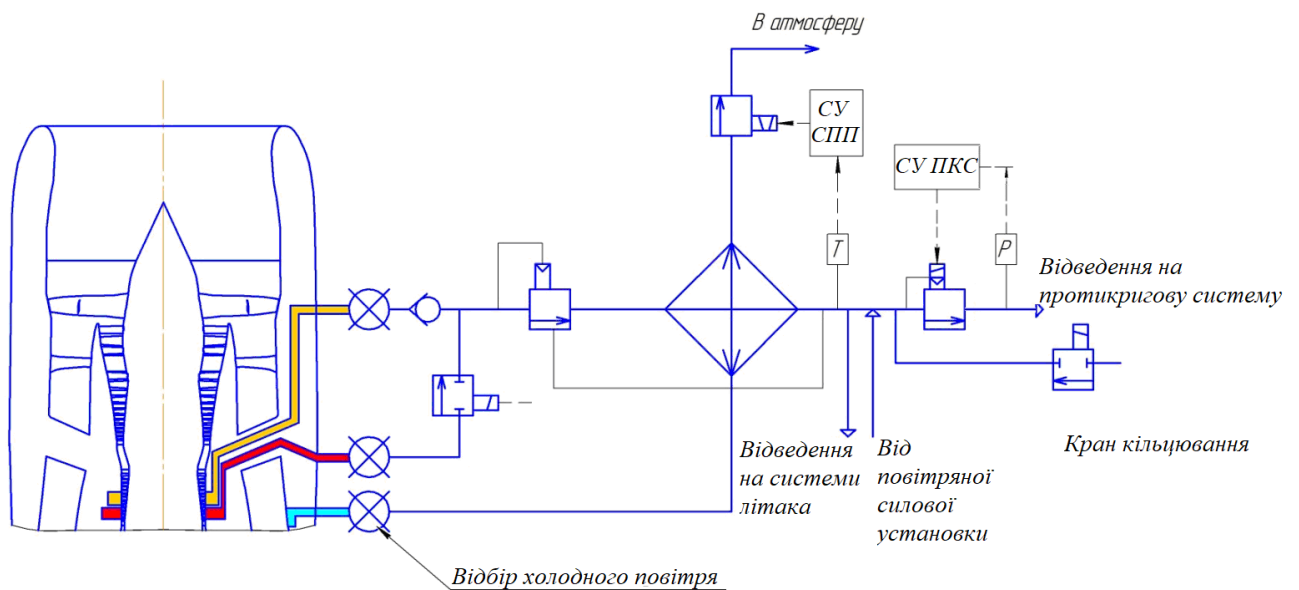 В атмосферу
СУ
СПП
СУ ПКС
Т
Р
Відведення на
протикригову систему
Кран кільцювання
Відведення
на системи
літака
Від
повітряної
силової
установки
Відбір холодного повітря